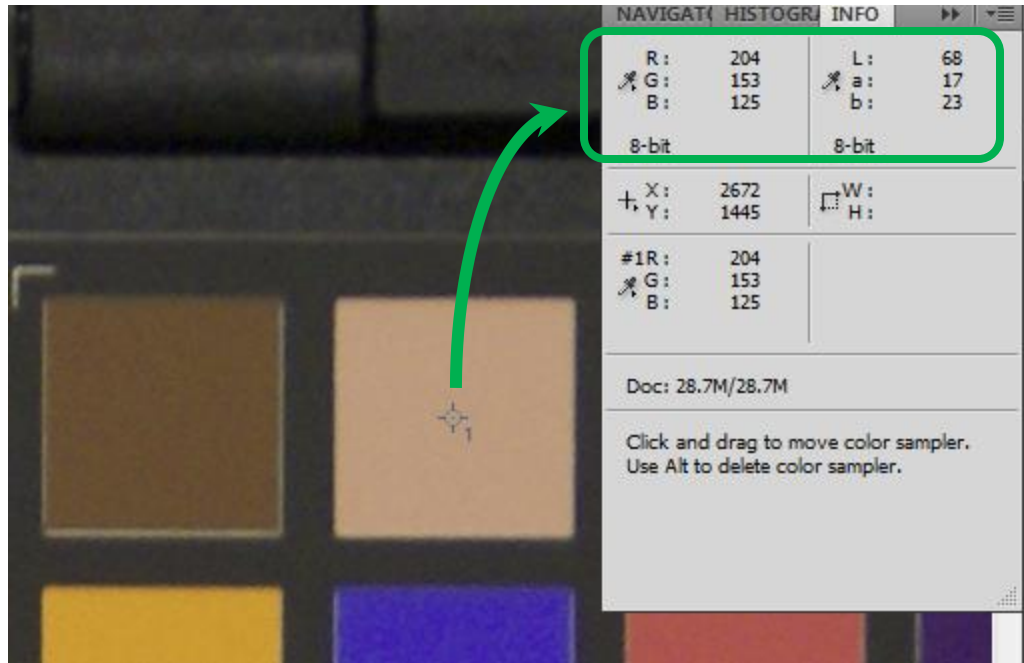 NAVIGAT HISTOGRA INFO
R: 204 L: 68
G: 153 a: 17
B: 125 b: 23
8-bit 8-bit
X: 2672 W:
Y: 1445 H:
#1R: 204
G: 153
B: 125
Doc: 28.7M/28.7M
1
Click and drag to move color sampler.
Use Alt to delete color sampler.